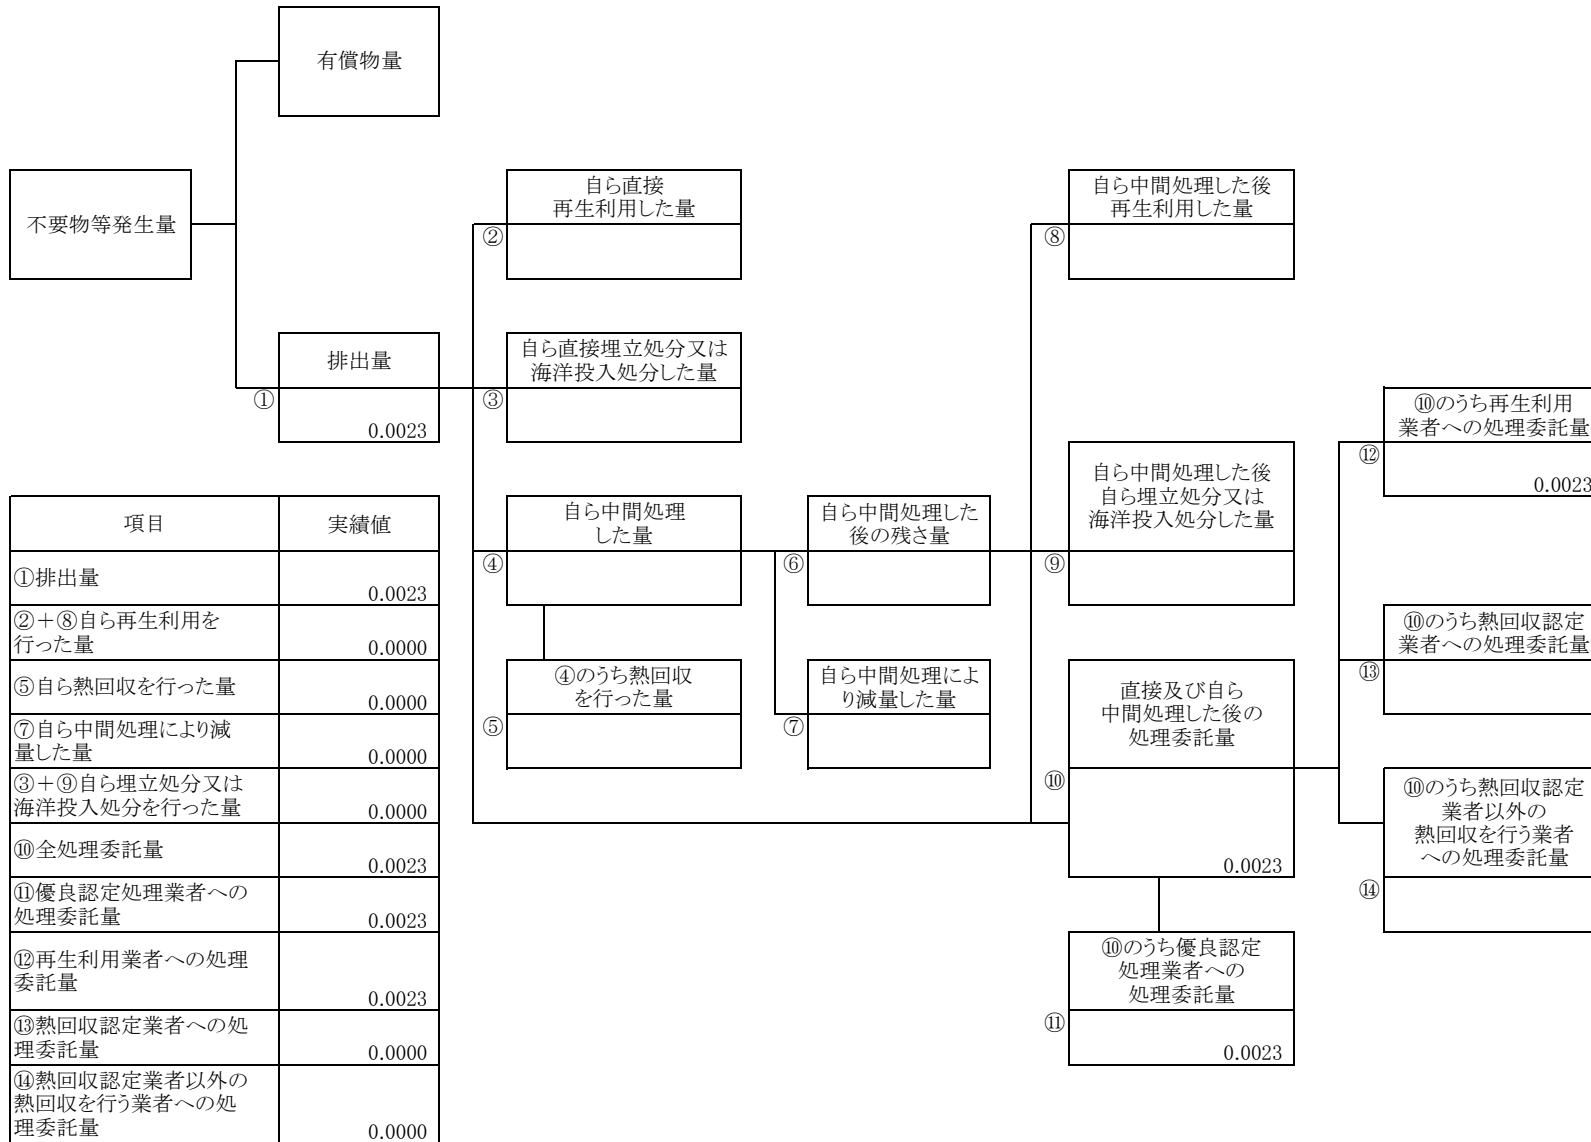 有償物量
不要物等発生量
排出量
①
0.0023
自ら直接
再生利用した量
②
自ら直接埋立処分又は
海洋投入処分した量
③
自ら中間処理
した量
④
④のうち熱回収
を行った量
⑤
自ら中間処理した
後の残さ量
⑥
自ら中間処理によ
り減量した量
⑦
自ら中間処理した後
再生利用した量
⑧
自ら中間処理した後
自ら埋立処分又は
海洋投入処分した量
⑨
直接及び自ら
中間処理した後の
処理委託量
⑩
0.0023
⑩のうち優良認定
処理業者への
処理委託量
⑪
0.0023
⑩のうち再生利用
業者への処理委託量
⑫
0.0023
⑩のうち熱回収認定
業者への処理委託量
⑬
⑩のうち熱回収認定
業者以外の
熱回収を行う業者
への処理委託量
⑭
項目 実績値
①排出量
0.0023
②＋⑧自ら再生利用を
行った量 0.0000
⑤自ら熱回収を行った量
0.0000
⑦自ら中間処理により減
量した量 0.0000
③＋⑨自ら埋立処分又は
海洋投入処分を行った量 0.0000
⑩全処理委託量
0.0023
⑪優良認定処理業者への
処理委託量 0.0023
⑫再生利用業者への処理
委託量
0.0023
⑬熱回収認定業者への処
理委託量 0.0000
⑭熱回収認定業者以外の
熱回収を行う業者への処
理委託量 0.0000